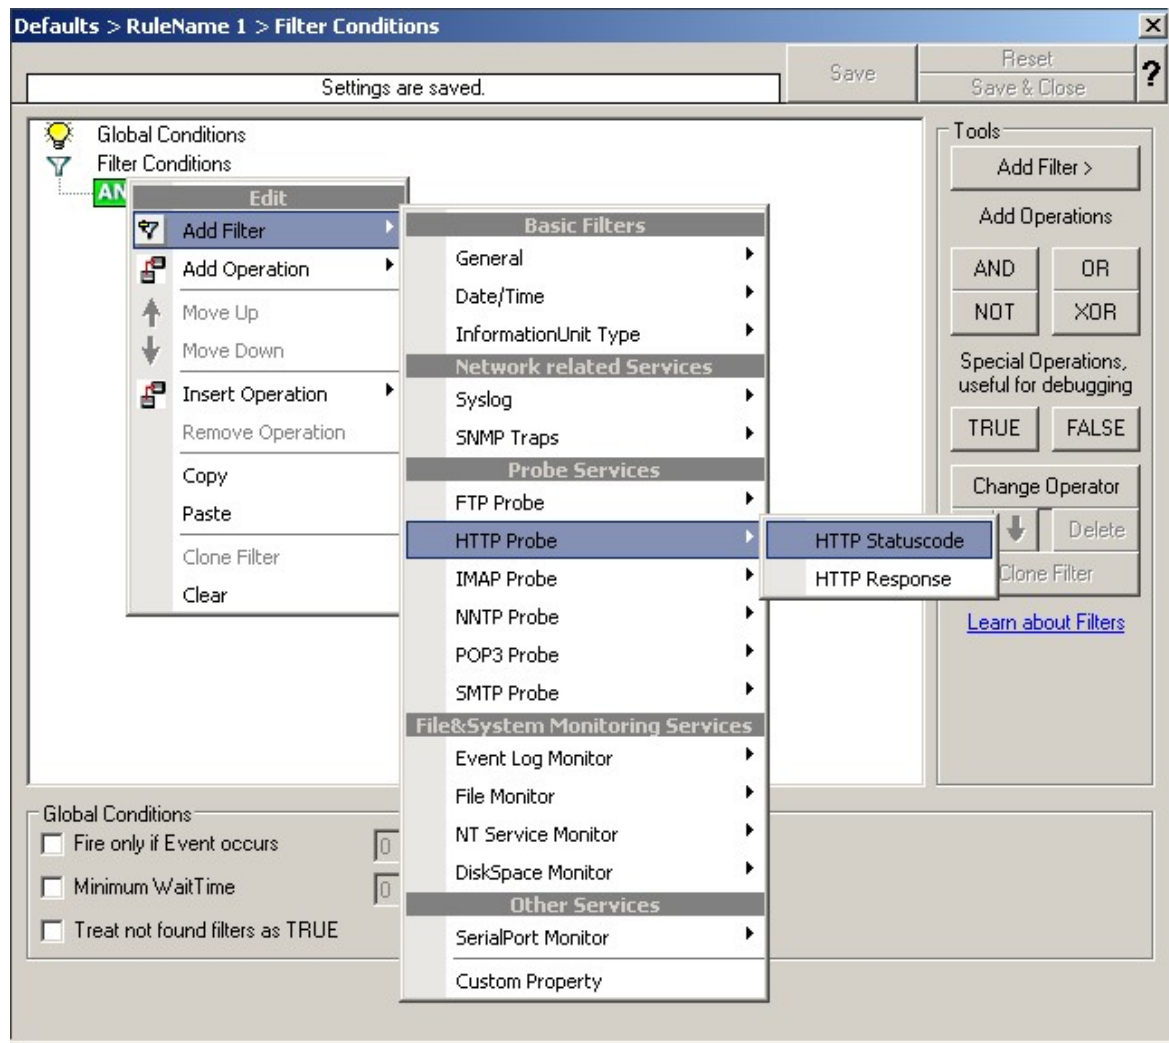 Defaults > RuleName 1 > Filter Conditions
Settings are saved.
Save
Reset
Save & Close
?
Global Conditions
Filter Conditions
AN
Edit
Add Filter
Add Operation
Move Up
Move Down
Insert Operation
Remove Operation
Copy
Paste
Clone Filter
Clear
Basic Filters
General
Date/Time
InformationUnit Type
Network related Services
Syslog
SNMP Traps
Probe Services
FTP Probe
HTTP Probe
IMAP Probe
NNTP Probe
POP3 Probe
SMTP Probe
File&System Monitoring Services
Event Log Monitor
File Monitor
NT Service Monitor
DiskSpace Monitor
Other Services
SerialPort Monitor
Custom Property
HTTP Statuscode
HTTP Response
Tools
Add Filter >
Add Operations
AND OR
NOT XOR
Special Operations,
useful for debugging
TRUE FALSE
Change Operator
Delete
Clone Filter
Learn about Filters
Global Conditions
Fire only if Event occurs 0
Minimum WaitTime 0
Treat not found filters as TRUE